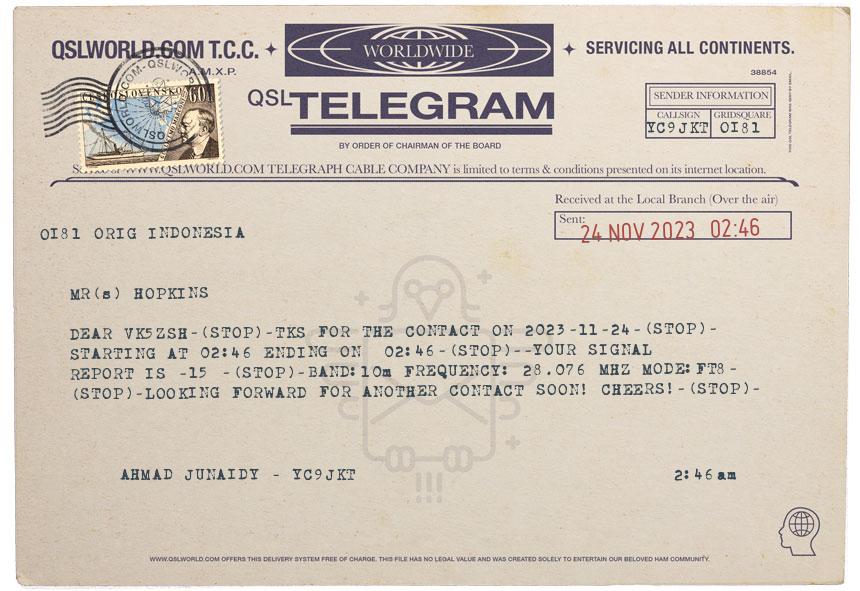 QSLWORLD.COM T.C.C.
A.M.X.P.
WORLDWIDE
SERVICING ALL CONTINENTS.
38854
QSL TELEGRAM
BY ORDER OF CHAIRMAN OF THE BOARD
SENDER INFORMATION
CALLSIGN GRIDSQUARE
YC9JKT OI81
WWW.QSLWORLD.COM TELEGRAPH CABLE COMPANY is limited to terms & conditions presented on its internet location.
Received at the Local Branch (Over the air)
Sent: 24 NOV 2023 02:46
OI81 ORIG INDONESIA
MR(s) HOPKINS
DEAR VK5ZSH-(STOP)-TKS FOR THE CONTACT ON 2023-11-24-(STOP)-
STARTING AT 02:46 ENDING ON 02:46-(STOP)--YOUR SIGNAL
REPORT IS -15 -(STOP)-BAND:10m FREQUENCY: 28.076 MHZ MODE:FT8-
(STOP)-LOOKING FORWARD FOR ANOTHER CONTACT SOON! CHEERS!-(STOP)-
AHMAD JUNAIDY - YC9JKT
2:46am
WWW.QSLWORLD.COM OFFERS THIS DELIVERY SYSTEM FREE OF CHARGE. THIS FILE HAS NO LEGAL VALUE AND WAS CREATED SOLELY TO ENTERTAIN OUR BELOVED HAM COMMUNITY.